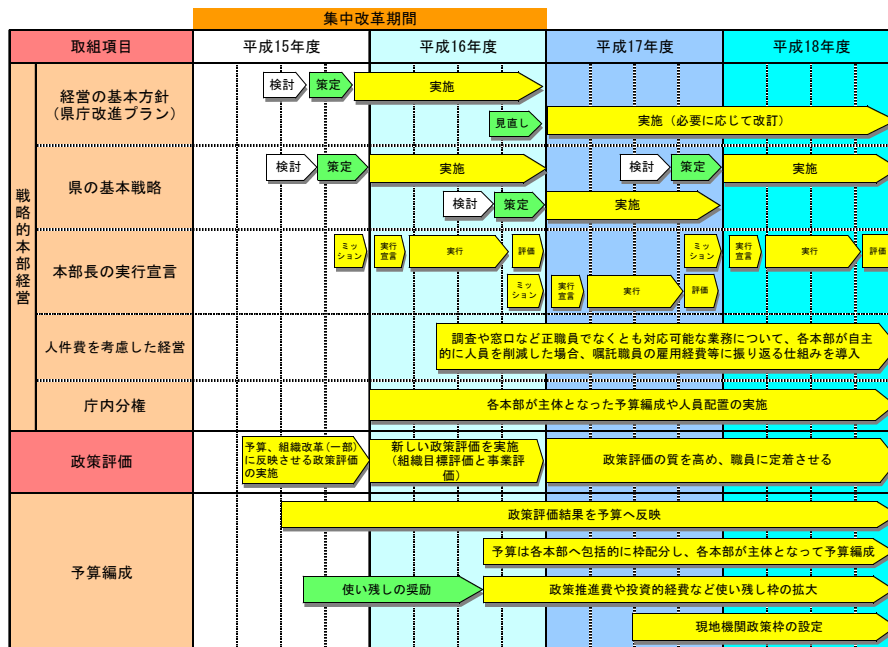 集中改革期間
取組項目
平成15年度
平成16年度
平成17年度
平成18年度
戦略的本部経営
経営の基本方針
（県庁改進プラン）
検討
策定
実施
見直し
実施（必要に応じて改訂）
県の基本戦略
検討
策定
実施
検討
策定
実施
検討
策定
実施
本部長の実行宣言
ミッ
ション
実行
宣言
実行
評価
ミッ
ション
実行
宣言
実行
評価
ミッ
ション
実行
宣言
実行
評価
人件費を考慮した経営
調査や窓口など正職員でなくとも対応可能な業務について、各本部が自主
的に人員を削減した場合、嘱託職員の雇用経費等に振り返る仕組みを導入
庁内分権
各本部が主体となった予算編成や人員配置の実施
政策評価
予算、組織改革（一部）
に反映させる政策評価
の実施
新しい政策評価を実施
（組織目標評価と事業評
価）
政策評価の質を高め、職員に定着させる
予算編成
政策評価結果を予算へ反映
予算は各本部へ包括的に枠配分し、各本部が主体となって予算編成
使い残しの奨励
政策推進費や投資的経費など使い残し枠の拡大
現地機関政策枠の設定